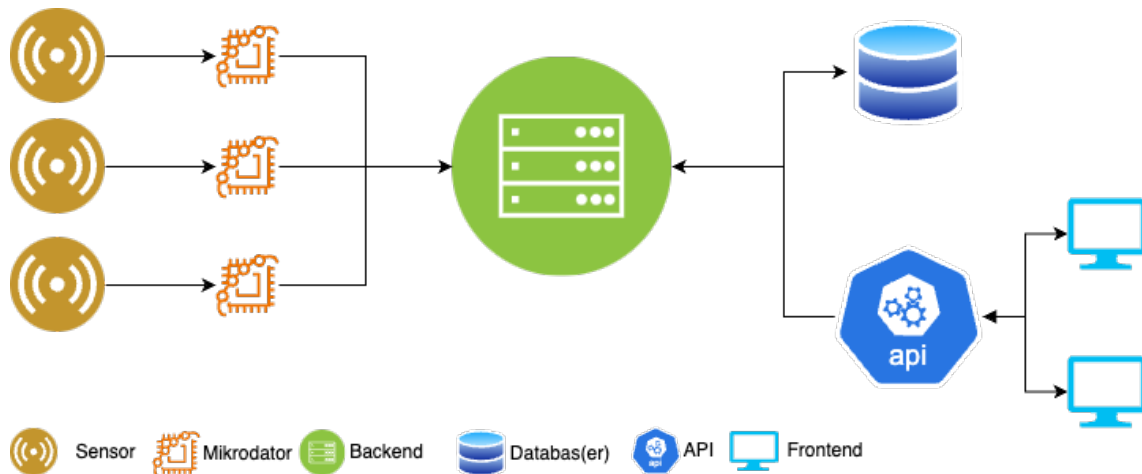 api
Sensor
Mikrodator
Backend
Databas(er)
api
API
Frontend